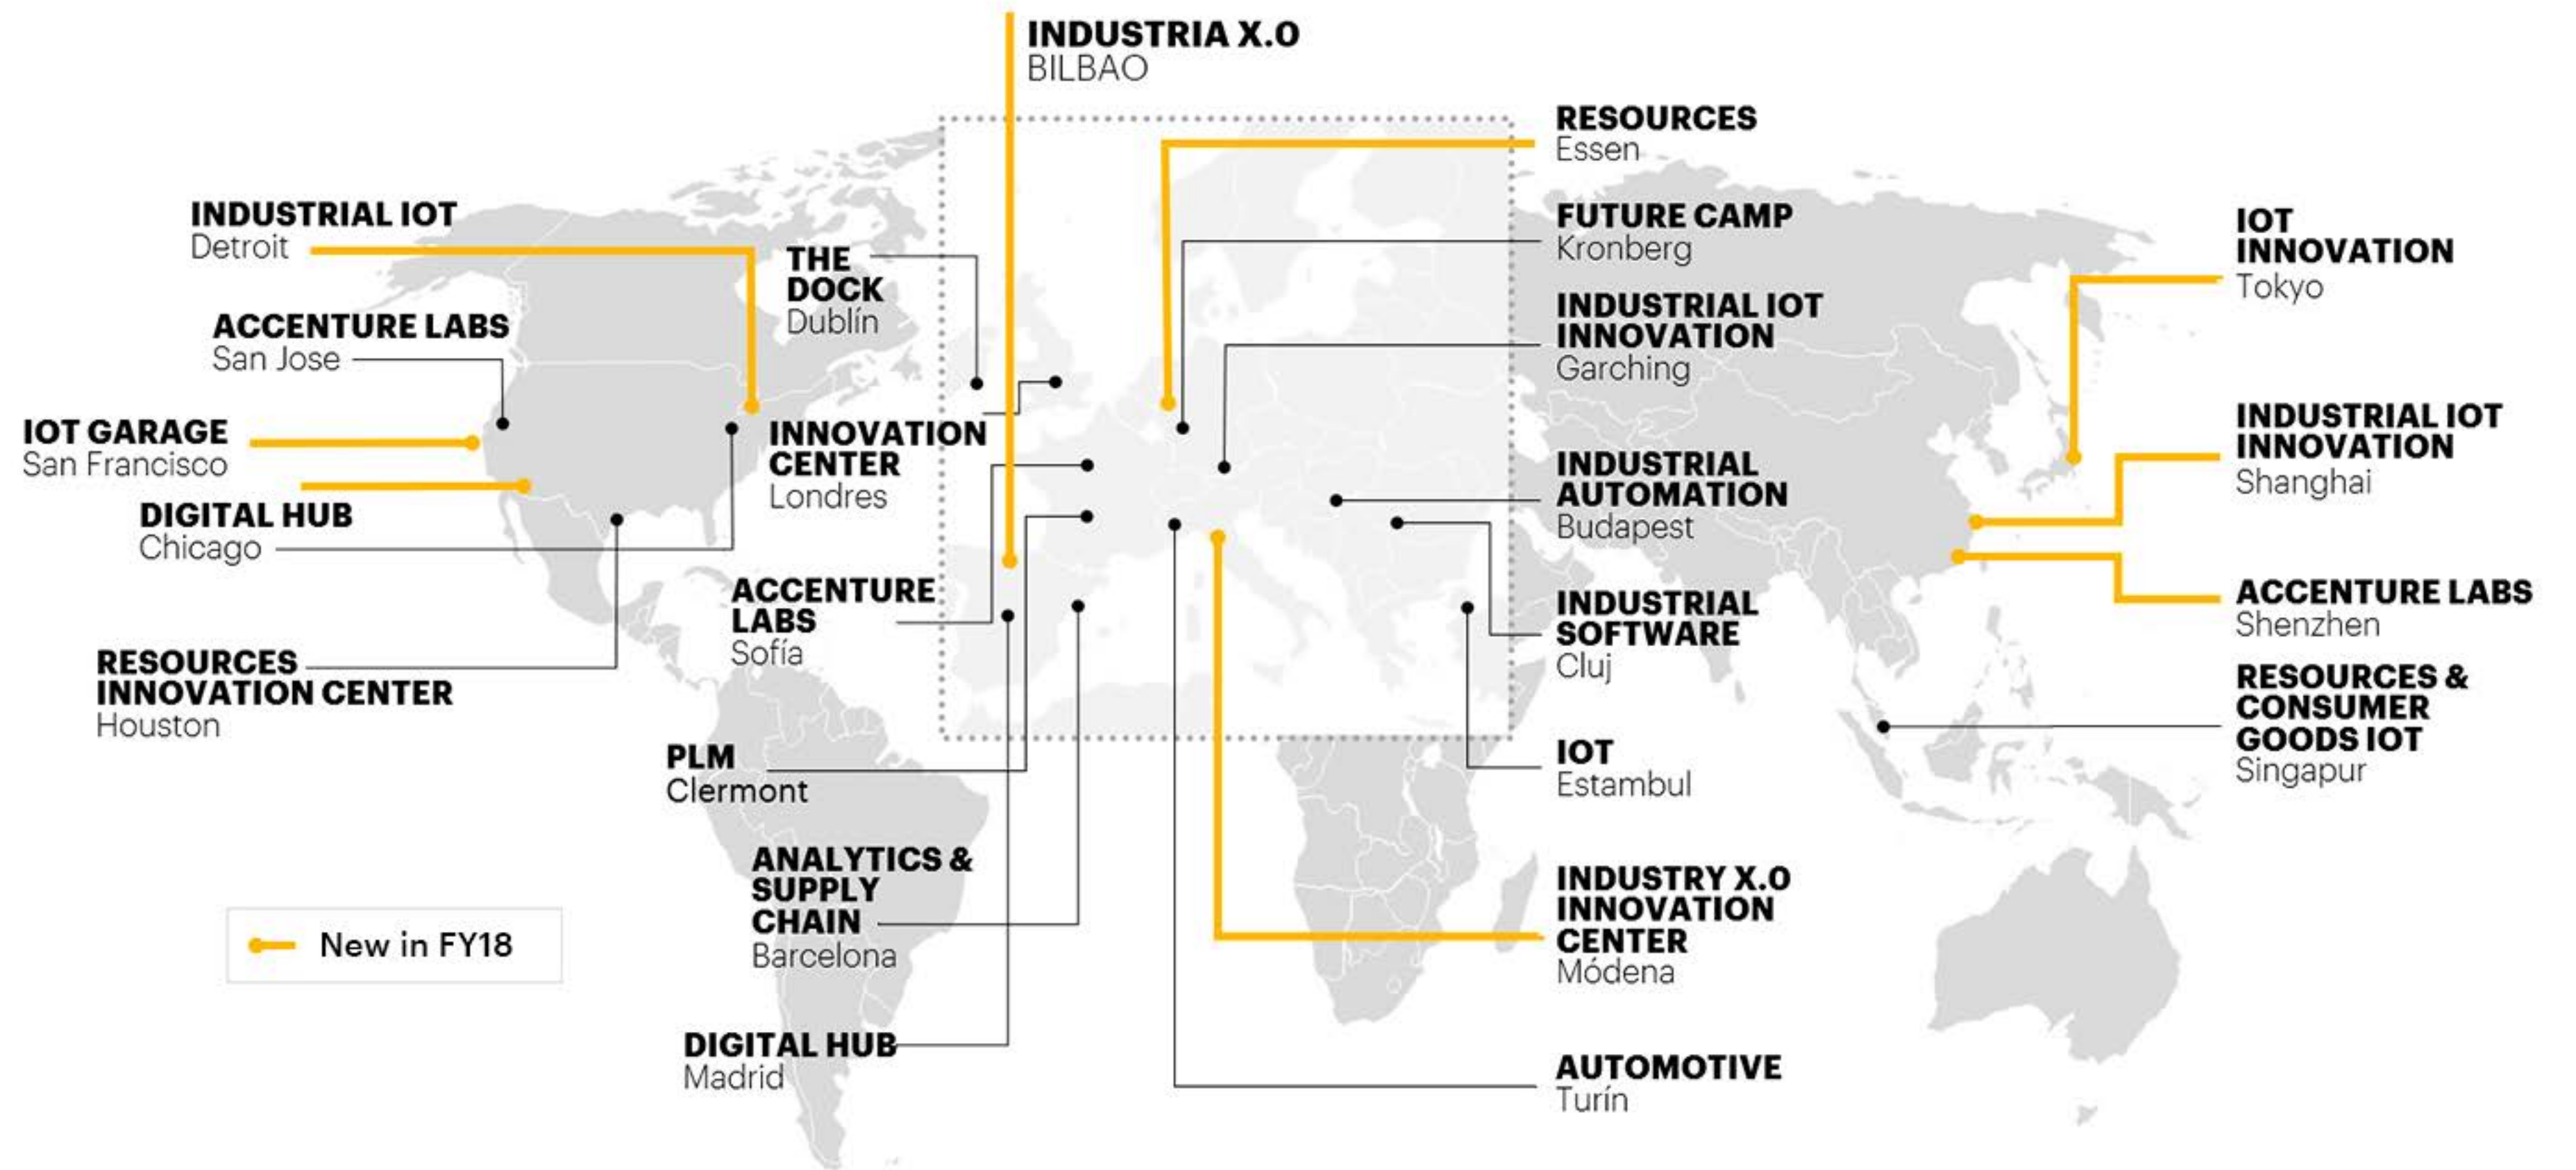 INDUSTRIA X.0
BILBAO
INDUSTRIAL IOT
Detroit
ACCENTURE LABS
San Jose
IOT GARAGE
San Francisco
DIGITAL HUB
Chicago
RESOURCES
INNOVATION CENTER
Houston
THE
DOCK
Dublín
INNOVATION
CENTER
Londres
ACCENTURE
LABS
Sofía
PLM
Clermont
ANALYTICS &
SUPPLY
CHAIN
Barcelona
DIGITAL HUB
Madrid
RESOURCES
Essen
FUTURE CAMP
Kronberg
INDUSTRIAL IOT
INNOVATION
Garching
INDUSTRIAL
AUTOMATION
Budapest
INDUSTRIAL
SOFTWARE
Cluj
IOT
Estambul
INDUSTRY X.0
INNOVATION
CENTER
Módena
AUTOMOTIVE
Turín
IOT
INNOVATION
Tokyo
INDUSTRIAL IOT
INNOVATION
Shanghai
ACCENTURE LABS
Shenzhen
RESOURCES &
CONSUMER
GOODS IOT
Singapur
New in FY18